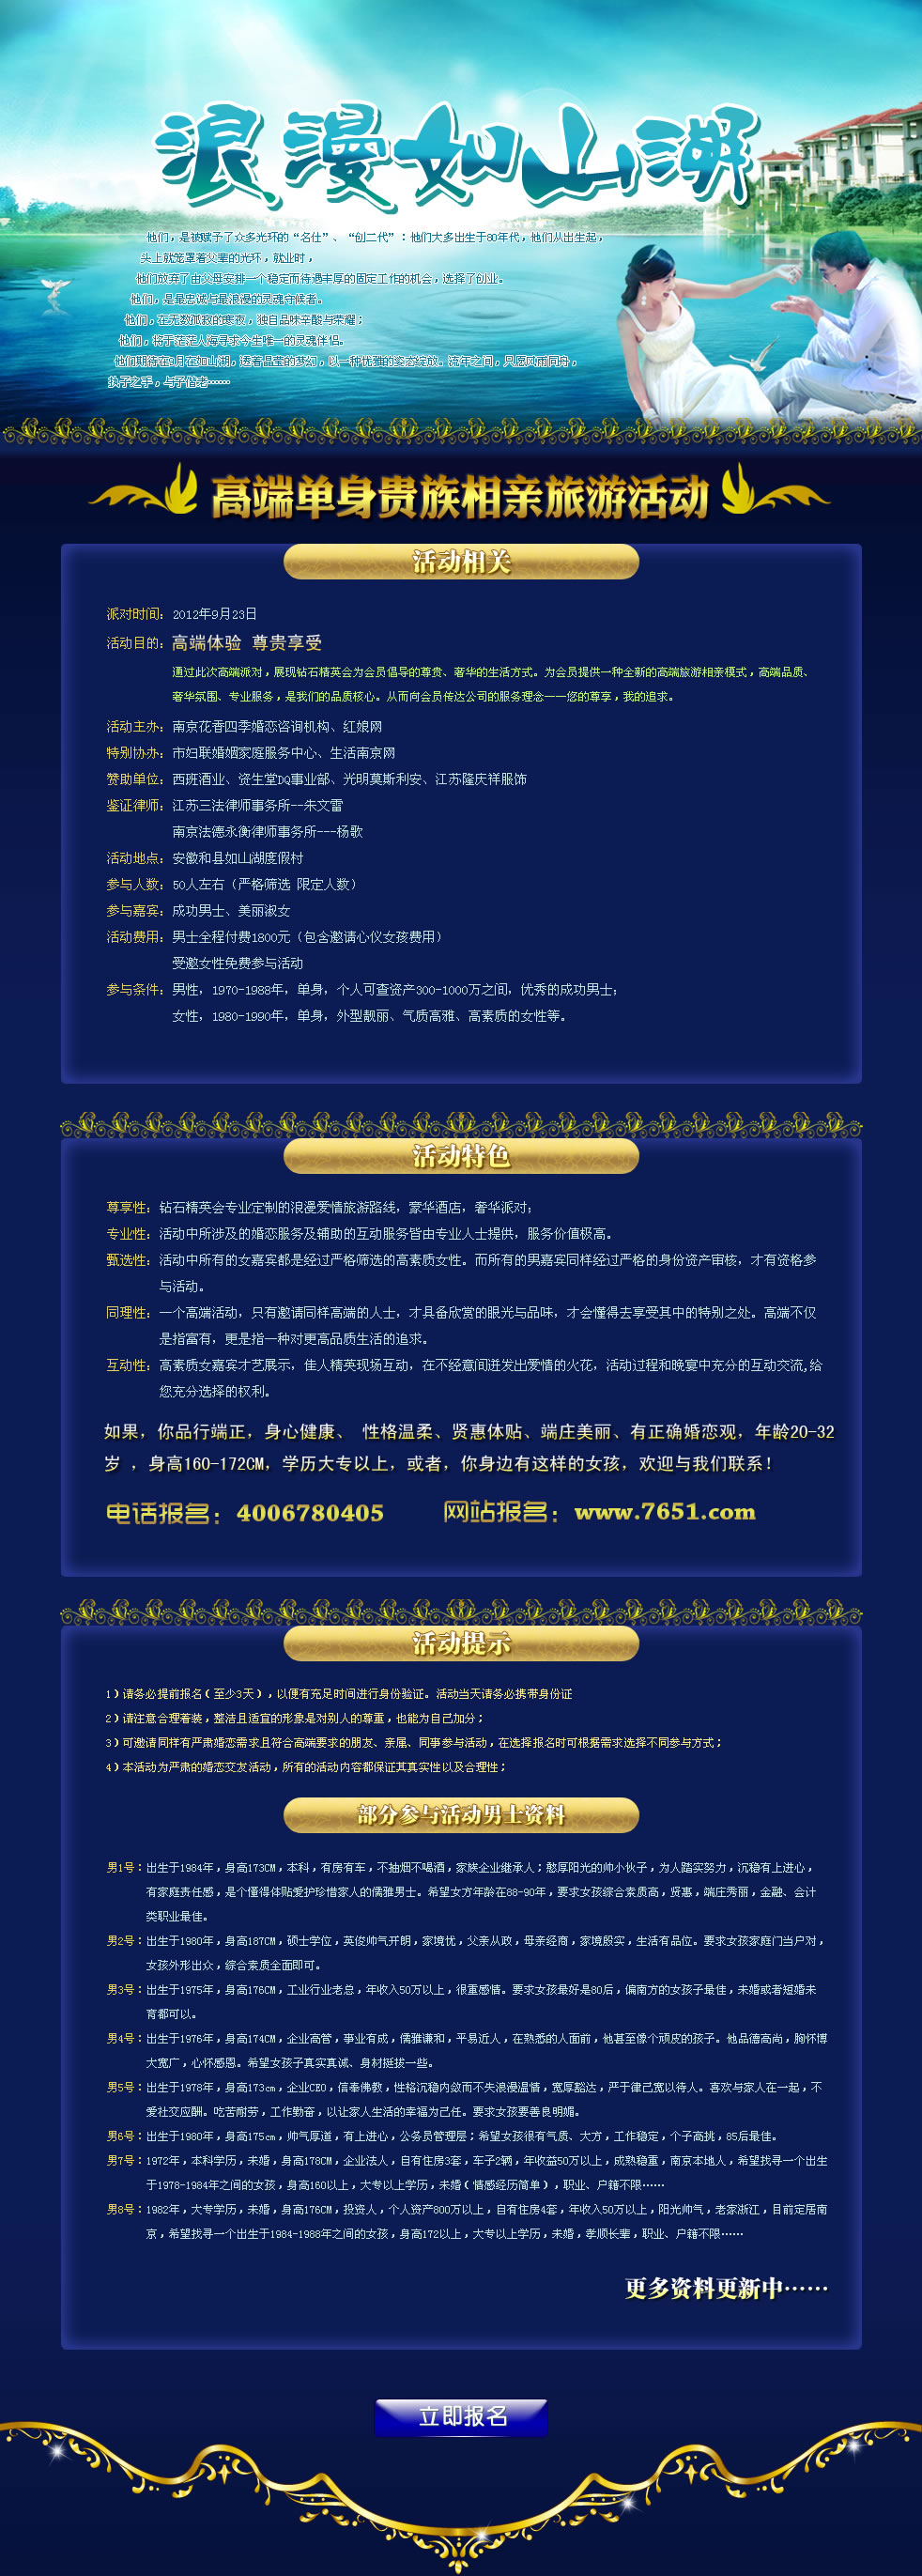 浪漫如山湖
他们，是被赋予了众多光环的“名仕”、“创二代”：他们大多出生于80年代，他们从出生起，
头上就笼罩着父辈的光环，就业时，
他们放弃了由父母安排一个稳定而待遇丰厚的固定工作的机会，选择了创业。
他们，是最忠诚与最浪漫的灵魂守候者。
他们，在无数孤寂的寒夜，独自品味辛酸与荣耀；
他们，将于茫茫人海寻求今生唯一的灵魂伴侣。
他们期待在9月在如山湖，透着晶莹的梦幻，以一种优雅的姿态绽放。流年之间，只愿风雨同舟，
执子之手，与子偕老……
高端单身贵族相亲旅游活动
活动相关
派对时间：2012年9月23日
活动目的：高端体验 尊贵享受
通过此次高端派对，展现钻石精英会为会员倡导的尊贵、奢华的生活方式。为会员提供一种全新的高端旅游相亲模式，高端品质、
奢华氛围、专业服务，是我们的品质核心。从而向会员传达公司的服务理念——您的尊享，我的追求。
活动主办：南京花香四季婚恋咨询机构、红娘网
特别协办：市妇联婚姻家庭服务中心、生活南京网
赞助单位：西班酒业、资生堂DQ事业部、光明莫斯利安、江苏隆庆祥服饰
鉴证律师：江苏三法律师事务所--朱文雷
南京法德永衡律师事务所---杨歌
活动地点：安徽和县如山湖度假村
参与人数：50人左右（严格筛选 限定人数）
参与嘉宾：成功男士、美丽淑女
活动费用：男士全程付费1800元（包含邀请心仪女孩费用）
受邀女性免费参与活动
参与条件：男性，1970-1988年，单身，个人可查资产300-1000万之间，优秀的成功男士；
女性，1980-1990年，单身，外型靓丽、气质高雅、高素质的女性等。
活动特色
尊享性：钻石精英会专业定制的浪漫爱情旅游路线，豪华酒店，奢华派对；
专业性：活动中所涉及的婚恋服务及辅助的互动服务皆由专业人士提供，服务价值极高。
甄选性：活动中所有的女嘉宾都是经过严格筛选的高素质女性。而所有的男嘉宾同样经过严格的身份资产审核，才有资格参
与活动。
同理性：一个高端活动，只有邀请同样高端的人士，才具备欣赏的眼光与品味，才会懂得去享受其中的特别之处。高端不仅
是指富有，更是指一种对更高品质生活的追求。
互动性：高素质女嘉宾才艺展示，佳人精英现场互动，在不经意间迸发出爱情的火花，活动过程和晚宴中充分的互动交流,给
您充分选择的权利。
如果，你品行端正，身心健康、 性格温柔、贤惠体贴、端庄美丽、有正确婚恋观，年龄20-32
岁 ，身高160-172CM，学历大专以上，或者，你身边有这样的女孩，欢迎与我们联系！
电话报名：4006780405 网站报名：www.7651.com
活动提示
1）请务必提前报名（至少3天），以便有充足时间进行身份验证。活动当天请务必携带身份证
2）请注意合理着装，整洁且适宜的形象是对别人的尊重，也能为自己加分；
3）可邀请同样有严肃婚恋需求且符合高端要求的朋友、亲属、同事参与活动，在选择报名时可根据需求选择不同参与方式；
4）本活动为严肃的婚恋交友活动，所有的活动内容都保证其真实性以及合理性；
部分参与活动男士资料
男1号：出生于1984年，身高173CM，本科，有房有车，不抽烟不喝酒，家族企业继承人；憨厚阳光的帅小伙子，为人踏实努力，沉稳有上进心，
有家庭责任感，是个懂得体贴爱护珍惜家人的儒雅男士。希望女方年龄在88-90年，要求女孩综合素质高，贤惠，端庄秀丽，金融、会计
类职业最佳。
男2号：出生于1980年，身高187CM，硕士学位，英俊帅气开朗，家境优，父亲从政，母亲经商，家境殷实，生活有品位。要求女孩家庭门当户对，
女孩外形出众，综合素质全面即可。
男3号：出生于1975年，身高176CM，工业行业老总，年收入50万以上，很重感情。要求女孩最好是80后，偏南方的女孩子最佳，未婚或者短婚未
育都可以。
男4号：出生于1976年，身高174CM，企业高管，事业有成，儒雅谦和，平易近人，在熟悉的人面前，他甚至像个顽皮的孩子。他品德高尚，胸怀博
大宽广，心怀感恩。希望女孩子真实真诚、身材挺拔一些。
男5号：出生于1978年，身高173cm，企业CEO，信奉佛教，性格沉稳内敛而不失浪漫温情，宽厚豁达，严于律己宽以待人。喜欢与家人在一起，不
爱社交应酬。吃苦耐劳，工作勤奋，以让家人生活的幸福为己任。要求女孩要善良明媚。
男6号：出生于1980年，身高175cm，帅气厚道，有上进心，公务员管理层；希望女孩很有气质、大方，工作稳定，个子高挑，85后最佳。
男7号：1972年，本科学历，未婚，身高178CM，企业法人，自有住房3套，车子2辆，年收益50万以上，成熟稳重，南京本地人，希望找寻一个出生
于1978-1984年之间的女孩，身高160以上，大专以上学历，未婚（情感经历简单），职业、户籍不限……
男8号：1982年，大专学历，未婚，身高176CM，投资人，个人资产800万以上，自有住房4套，年收入50万以上，阳光帅气，老家浙江，目前定居南
京，希望找寻一个出生于1984-1988年之间的女孩，身高172以上，大专以上学历，未婚，孝顺长辈，职业、户籍不限……
更多资料更新中……
立即报名